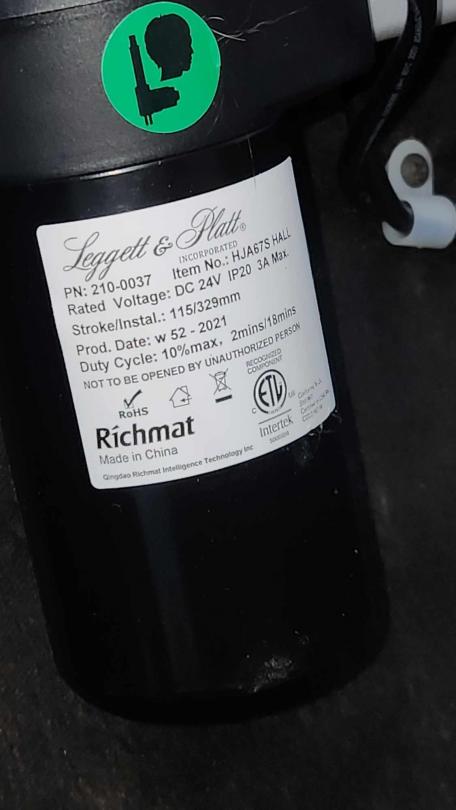 Leggett & Platt®
INCORPORATED
PN: 210-0037 Item No.: HJA67S HALL
Rated Voltage: DC 24V IP20 3A Max.
Stroke/Instal.: 115/329mm
Prod. Date: w 52 - 2021
Duty Cycle: 10%max, 2mins/18mins
NOT TO BE OPENED BY UNAUTHORIZED PERSON
RECOGNIZED
COMPONENT
RoHS
C ETL US
Intertek
Richmat
Made in China
Qingdao Richmat Intelligence Technology Inc